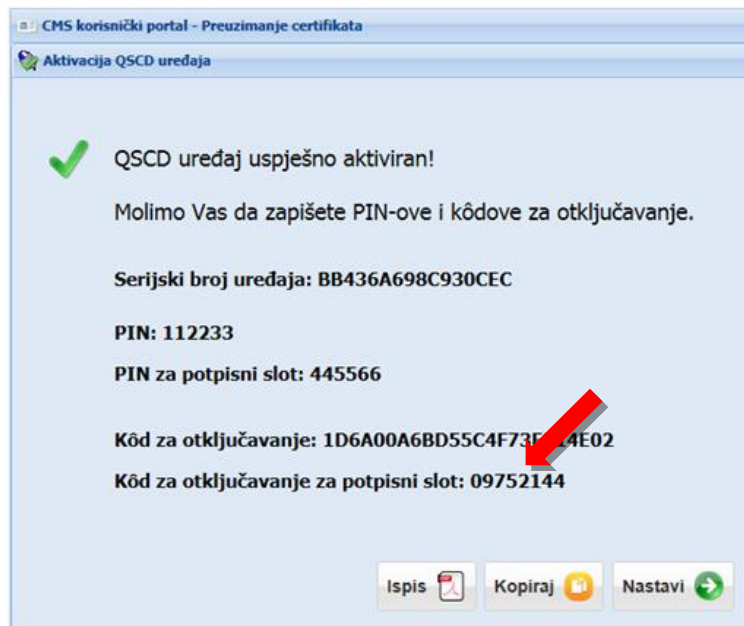 CMS korisnički portal - Preuzimanje certifikata
Aktivacija QSCD uređaja
QSCD uređaj uspješno aktiviran!
Molimo Vas da zapišete PIN-ove i kôdove za otključavanje.
Serijski broj uređaja: BB436A698C930CEC
PIN: 112233
PIN za potpisni slot: 445566
Kôd za otključavanje:
Kôd za otključavanje za potpisni slot: 09752144
Ispis
Kopiraj
Nastavi